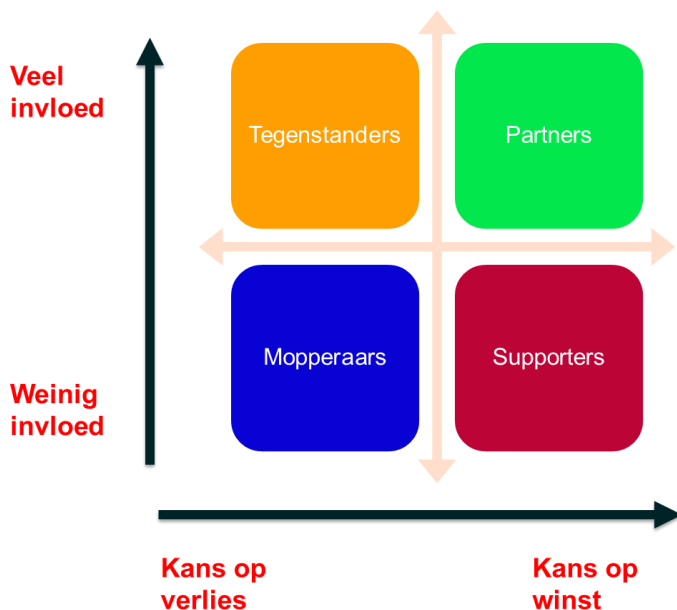 Veel
invloed
Tegenstanders
Partners
Mopperaars
Supporters
Weinig
invloed
Kans op
verlies
Kans op
winst